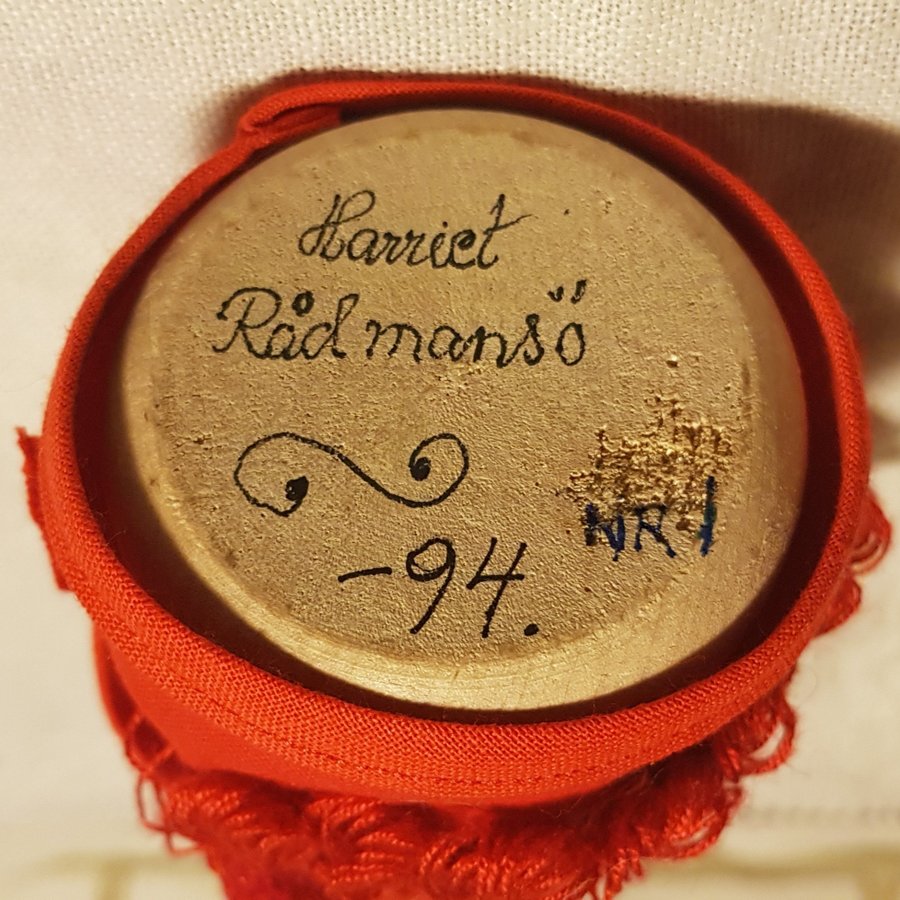 Harriet
Rådmansö
-94.
NR 1